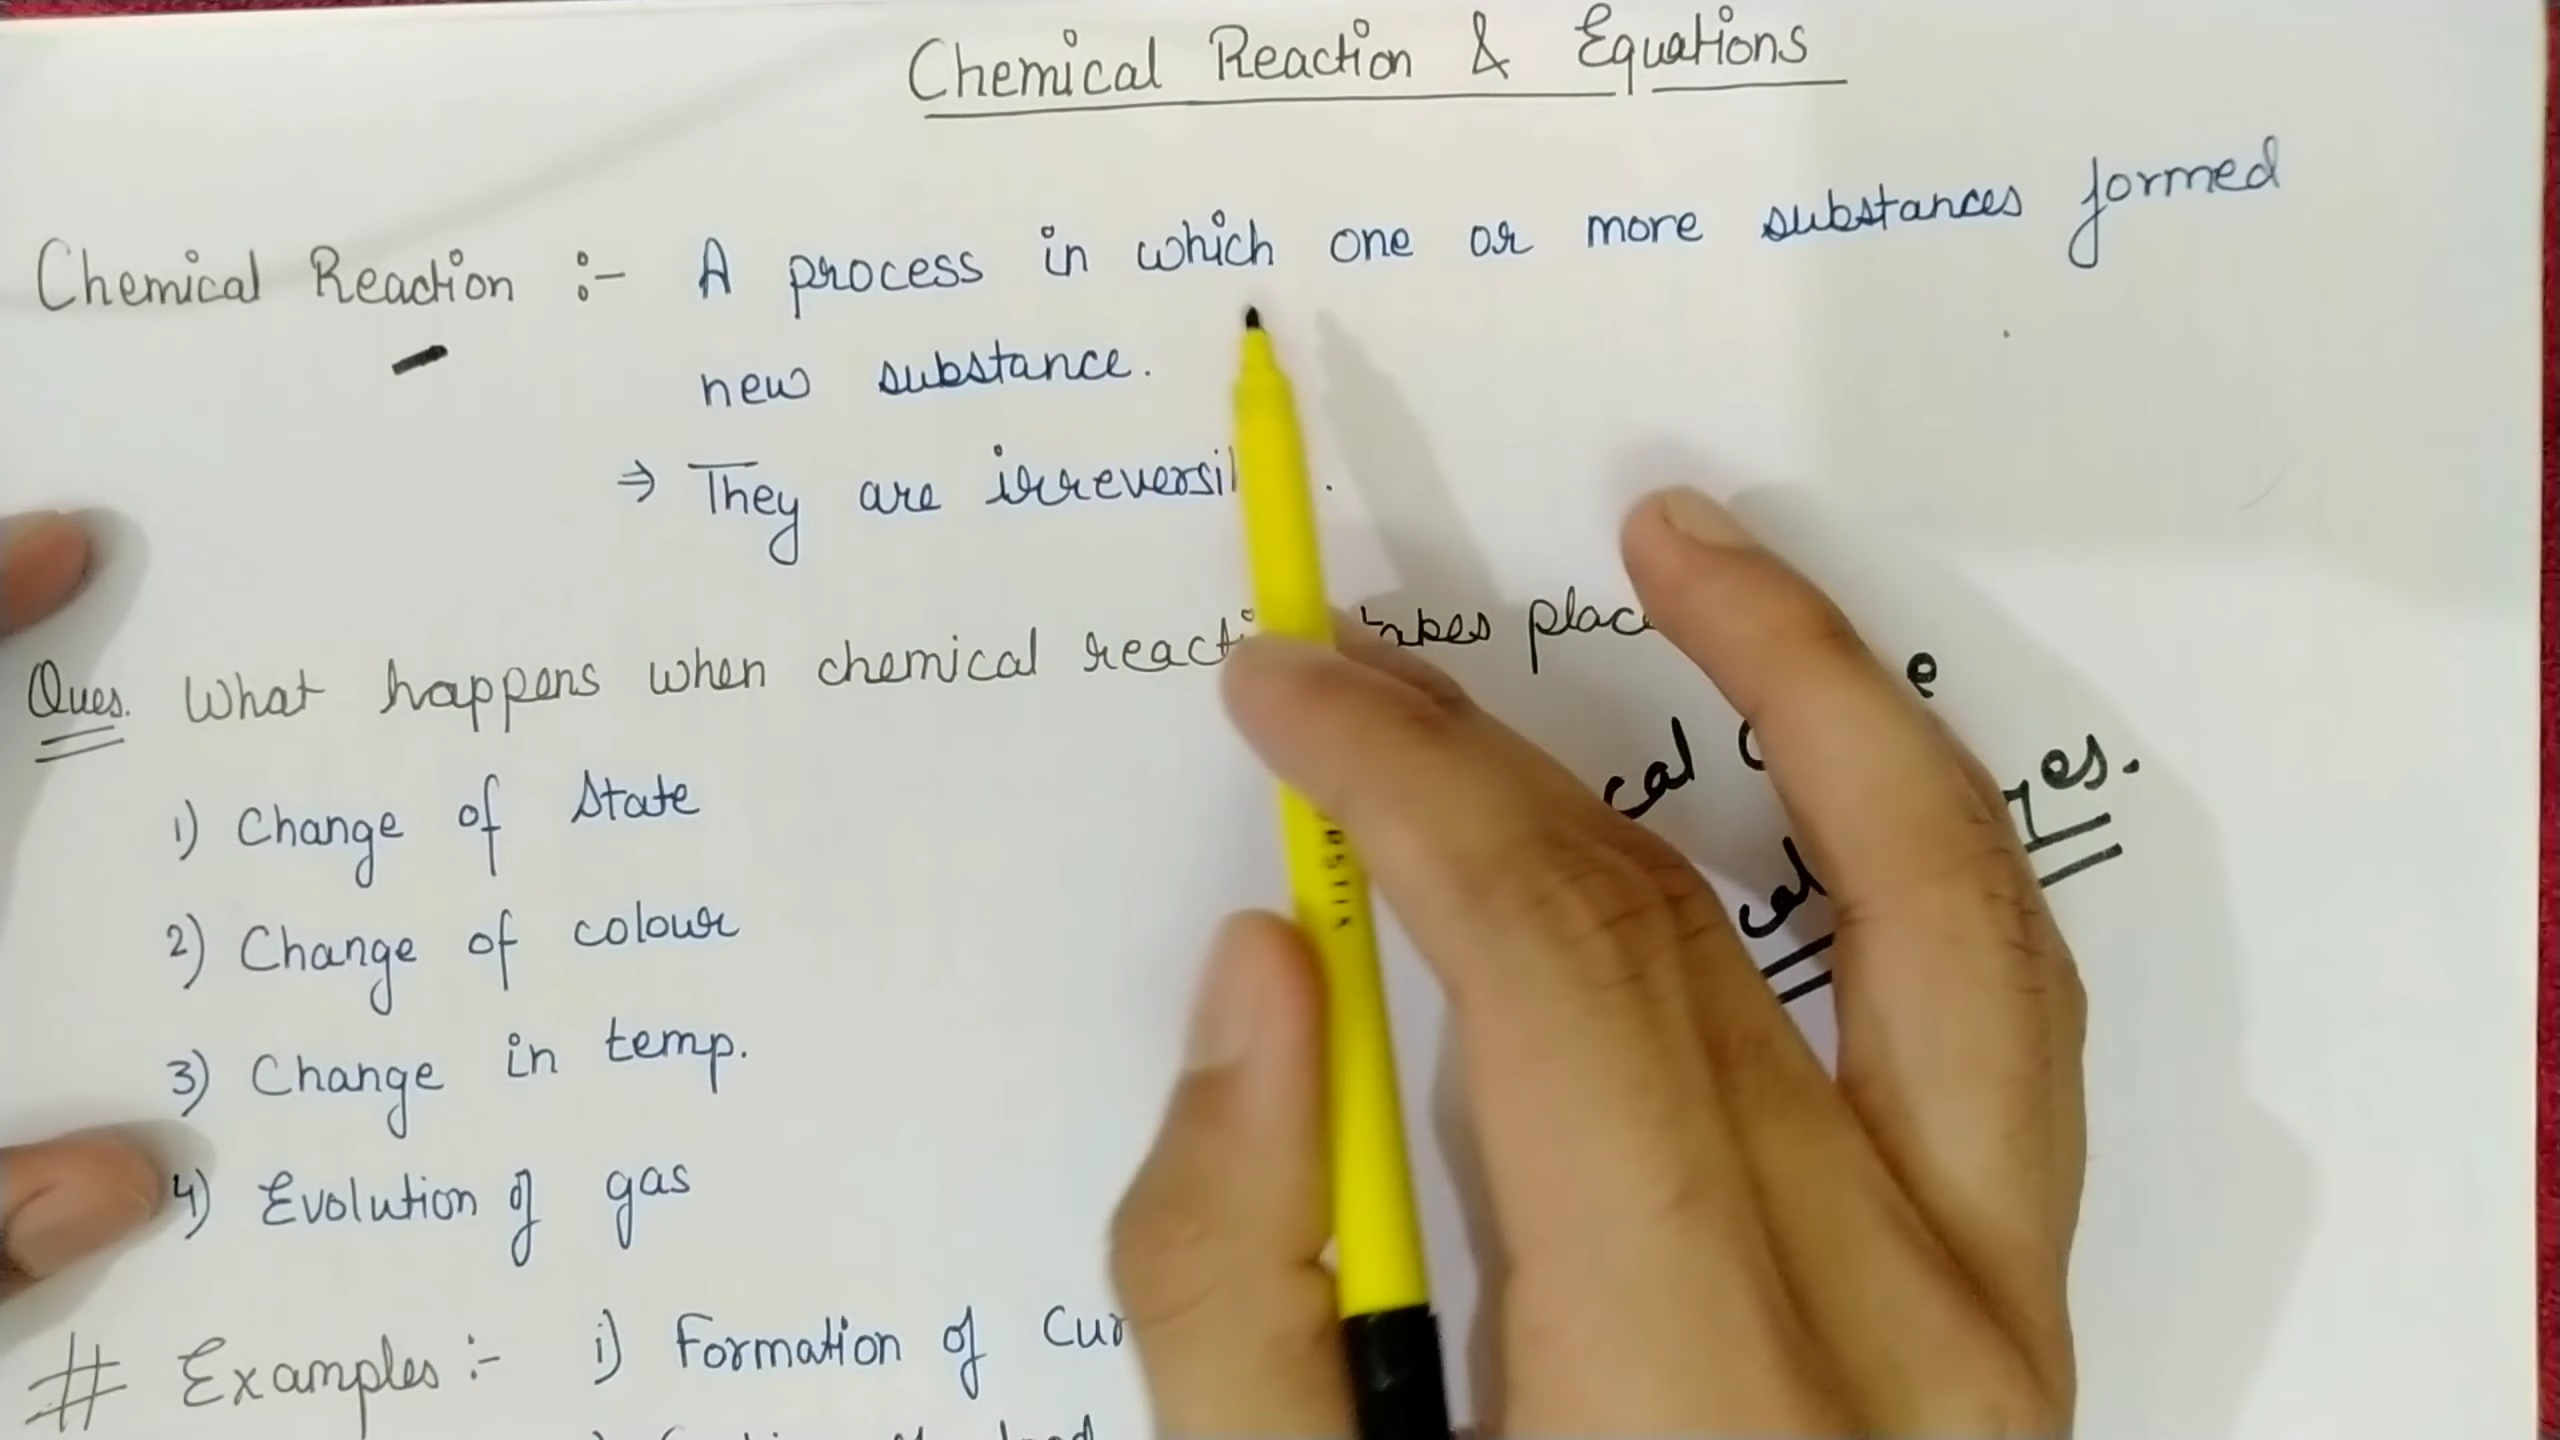 Chemical Reaction & Equations
Chemical Reaction :- A process in which one or more substances formed
new substance.
⇒ They are
Ques. What happens when chemical takes
1) Change of State
2) Change of colour
3) Change in temp.
4) Evolution of gas
# Examples :- i) Formation of